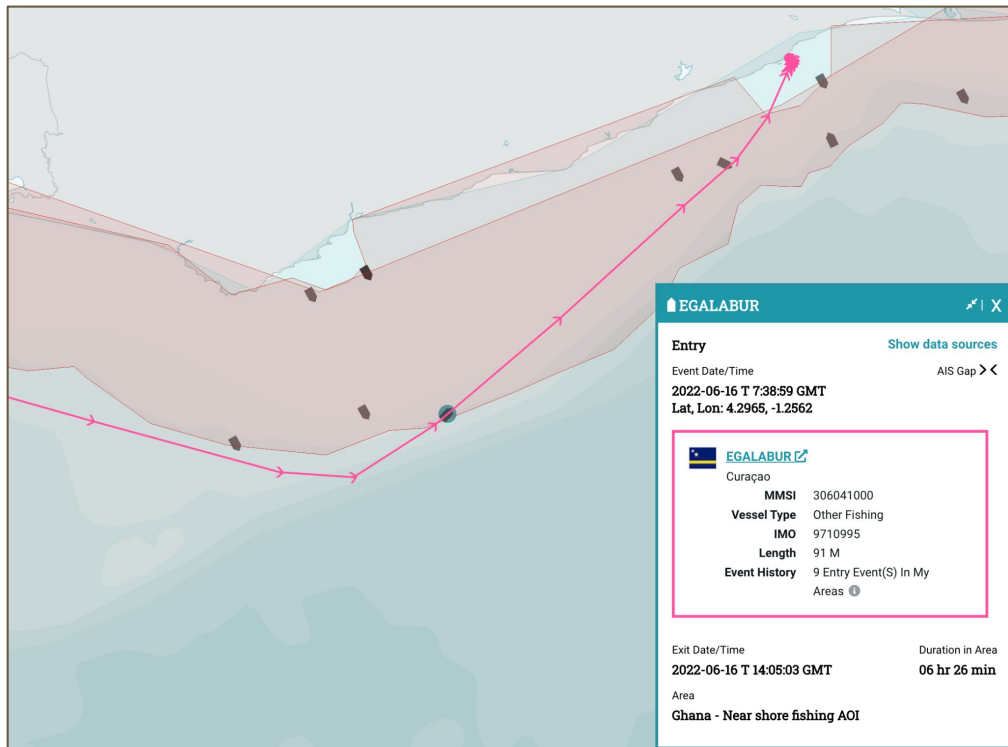 EGALABUR
X
Entry
Show data sources
Event Date/Time
AIS Gap
2022-06-16 T 7:38:59 GMT
Lat, Lon: 4.2965, -1.2562
EGALABUR
Curaçao
MMSI 306041000
Vessel Type Other Fishing
IMO 9710995
Length 91 M
Event History 9 Entry Event(S) In My
Areas
Exit Date/Time
Duration in Area
2022-06-16 T 14:05:03 GMT
06 hr 26 min
Area
Ghana - Near shore fishing AOI